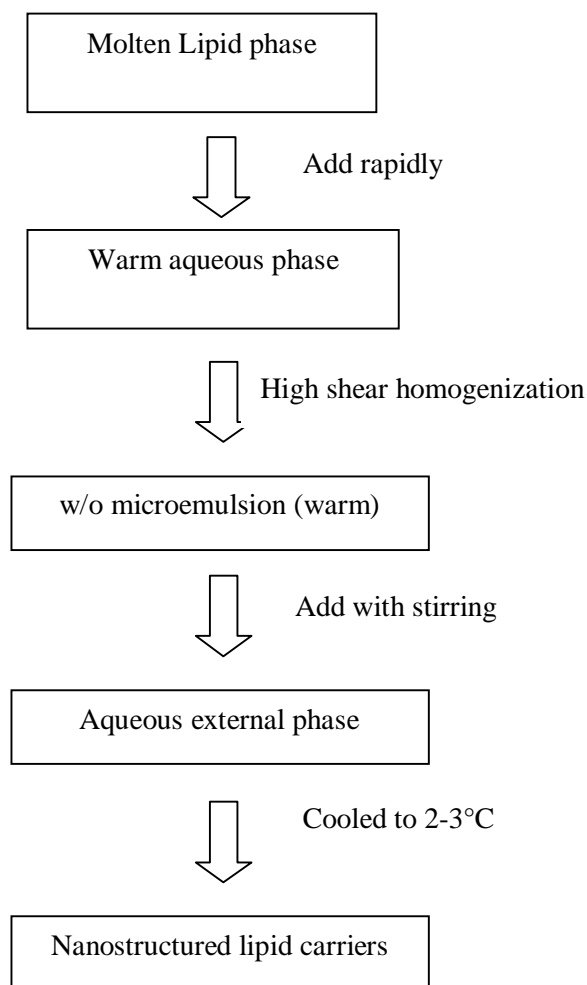 Molten Lipid phase
Add rapidly
Warm aqueous phase
High shear homogenization
w/o microemulsion (warm)
Add with stirring
Aqueous external phase
Cooled to 2-3°C
Nanostructured lipid carriers